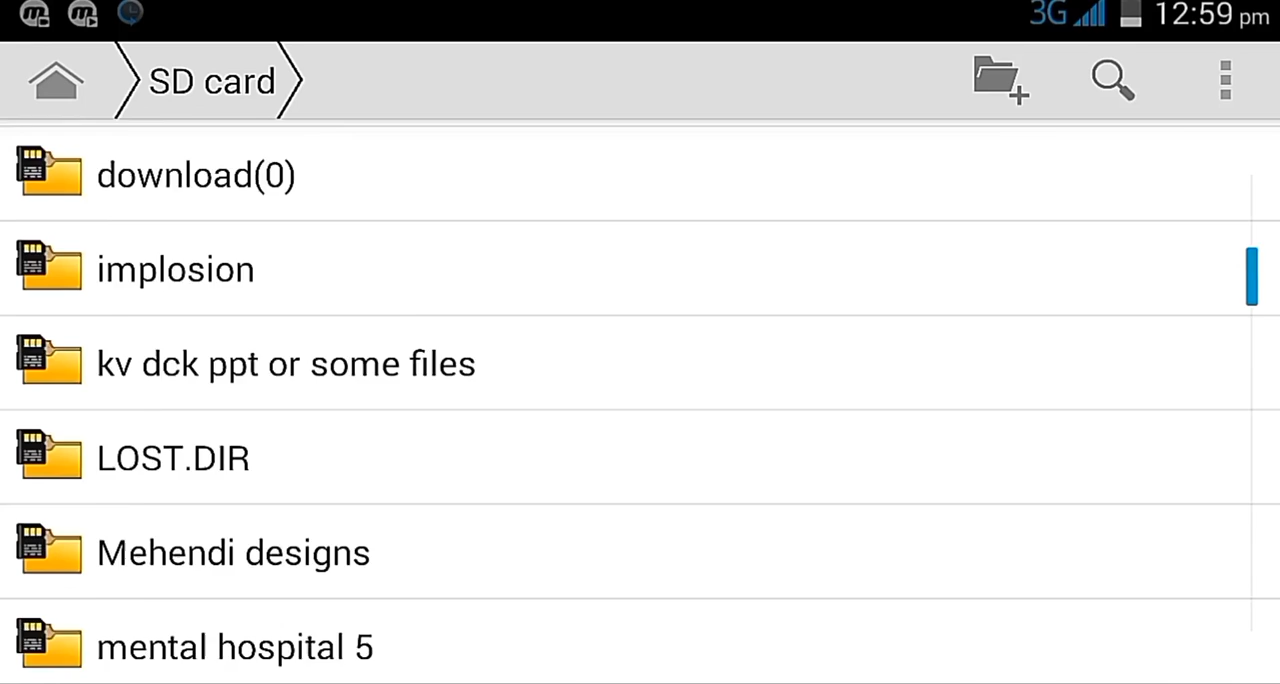 3G 12:59 pm
SD card
download(0)
implosion
kv dck ppt or some files
LOST.DIR
Mehendi designs
mental hospital 5